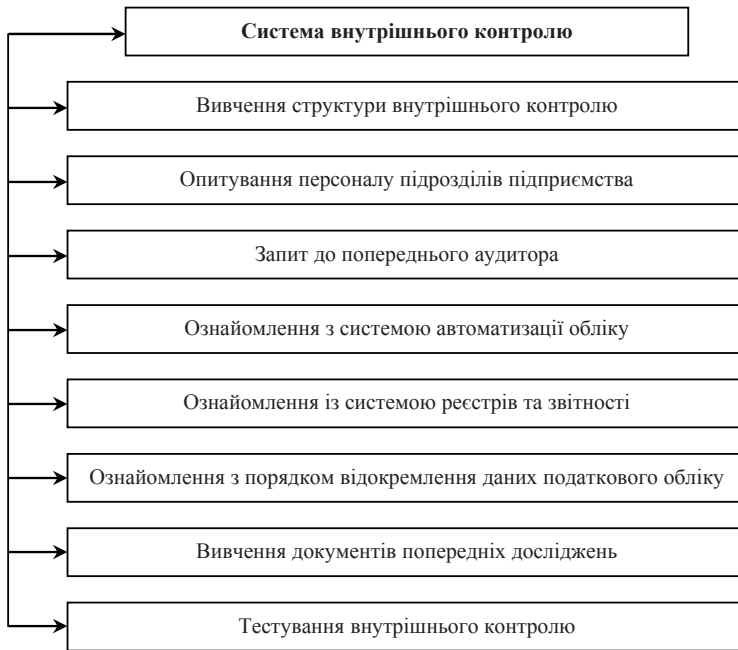 Система внутрішнього контролю
Вивчення структури внутрішнього контролю
Опитування персоналу підрозділів підприємства
Запит до попереднього аудитора
Ознайомлення з системою автоматизації обліку
Ознайомлення із системою реєстрів та звітності
Ознайомлення з порядком відокремлення даних податкового обліку
Вивчення документів попередніх досліджень
Тестування внутрішнього контролю